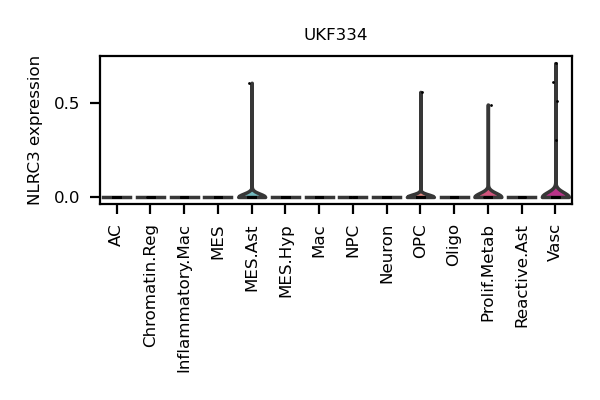 UKF334
NLRC3 expression
0.5
0.0
AC
Chromatin.Reg
Inflammatory.Mac
MES
MES.Ast
MES.Hyp
Mac
NPC
Neuron
OPC
Oligo
Prolif.Metab
Reactive.Ast
Vasc